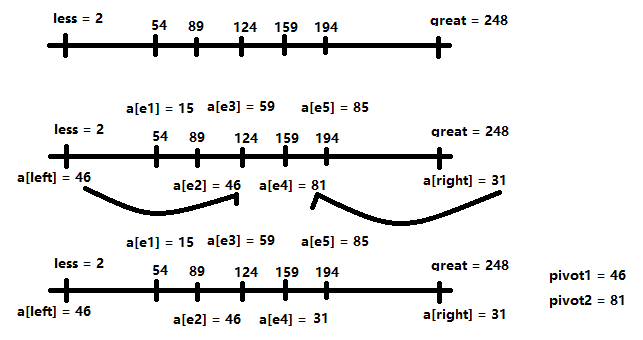 less = 2 54 89 124 159 194 great = 248
a[e1] = 15 a[e3] = 59 a[e5] = 85
less = 2 54 89 124 159 194 great = 248
a[left] = 46 a[e2] = 46 a[e4] = 81 a[right] = 31
a[e1] = 15 a[e3] = 59 a[e5] = 85
less = 2 54 89 124 159 194 great = 248 pivot1 = 46
a[left] = 46 a[e2] = 46 a[e4] = 31 a[right] = 31 pivot2 = 81